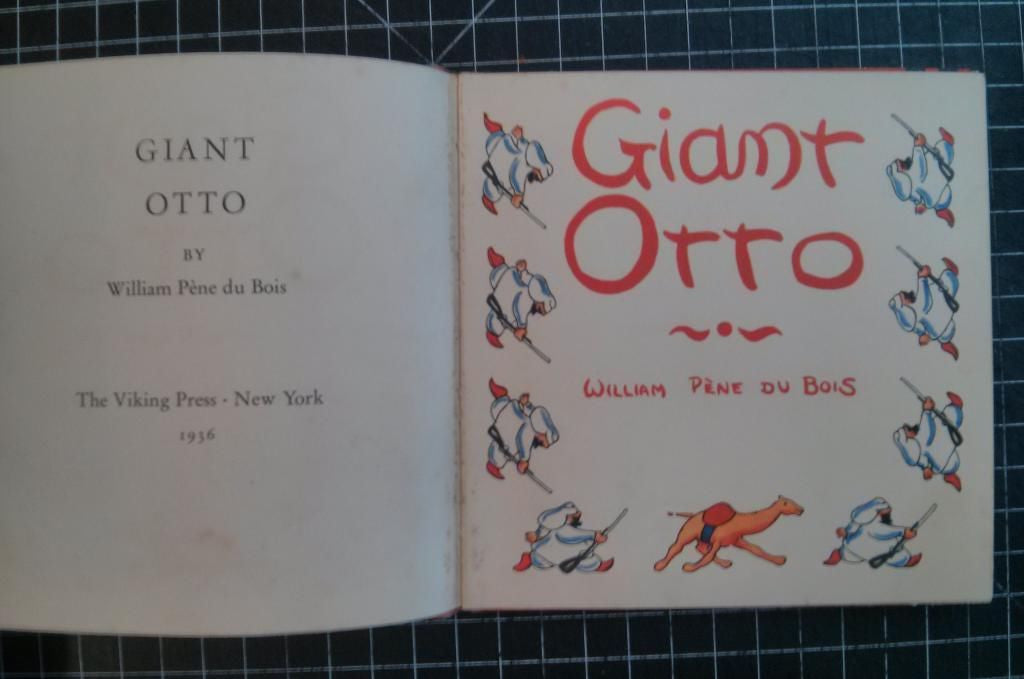 GIANT
OTTO
BY
William Pène du Bois
The Viking Press · New York
1936
Giant
Otto
WILLIAM PÈNE DU BOIS